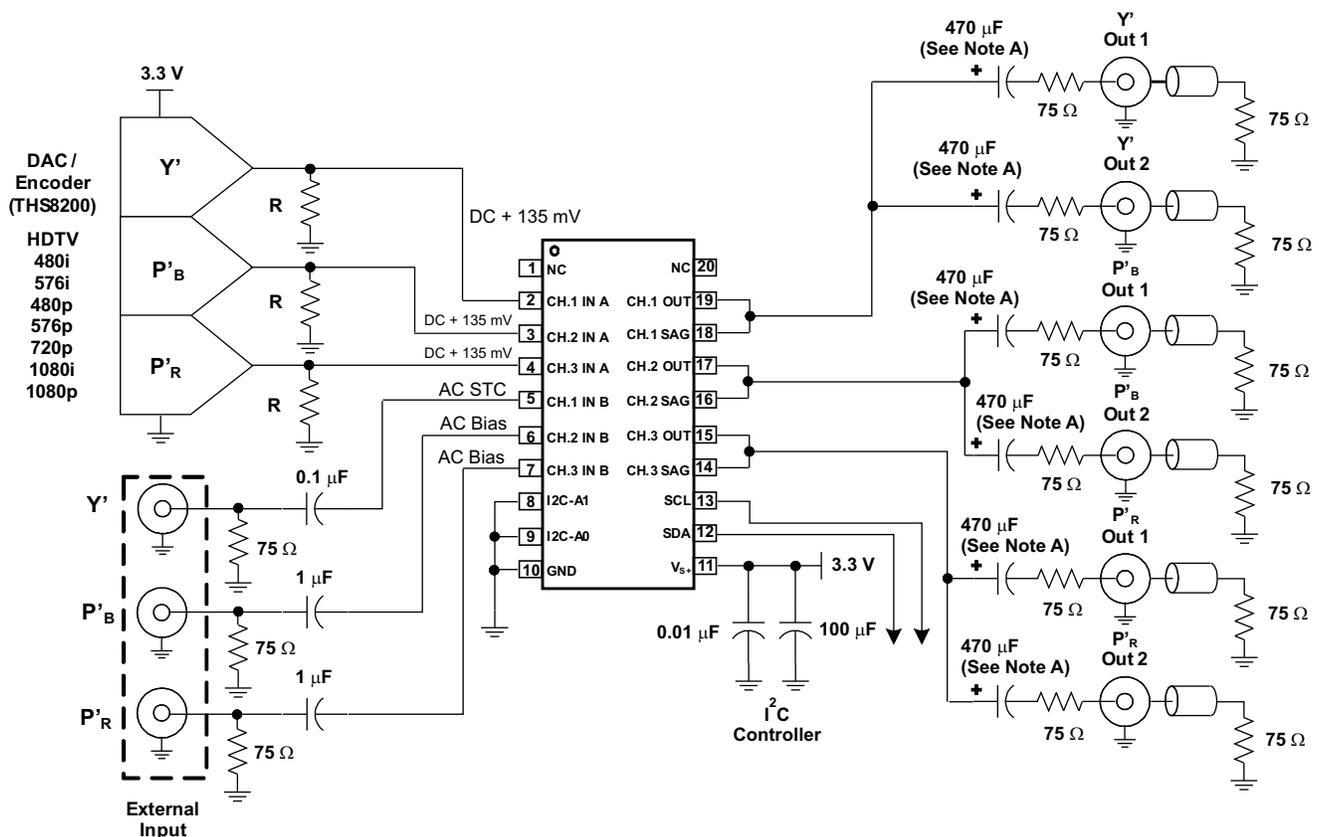 3.3 V
DAC /
Encoder
(THS8200)
HDTV
480i
576i
480p
576p
720p
1080i
1080p
Y'
P'B
P'R
R
R
R
DC + 135 mV
DC + 135 mV
DC + 135 mV
AC STC
AC Bias
AC Bias
Y'
P'B
P'R
0.1 μF
1 μF
1 μF
75 Ω
75 Ω
75 Ω
External
Input
1 NC
2 CH.1 IN A
3 CH.2 IN A
4 CH.3 IN A
5 CH.1 IN B
6 CH.2 IN B
7 CH.3 IN B
8 I2C-A1
9 I2C-A0
10 GND
NC 20
CH.1 OUT 19
CH.1 SAG 18
CH.2 OUT 17
CH.2 SAG 16
CH.3 OUT 15
CH.3 SAG 14
SCL 13
SDA 12
VS+ 11
3.3 V
0.01 μF
100 μF
I2C
Controller
470 μF
(See Note A)
+
75 Ω
Y'
Out 1
75 Ω
470 μF
(See Note A)
+
75 Ω
Y'
Out 2
75 Ω
470 μF
(See Note A)
+
75 Ω
P'B
Out 1
75 Ω
470 μF
(See Note A)
+
75 Ω
P'B
Out 2
75 Ω
470 μF
(See Note A)
+
75 Ω
P'R
Out 1
75 Ω
470 μF
(See Note A)
+
75 Ω
P'R
Out 2
75 Ω